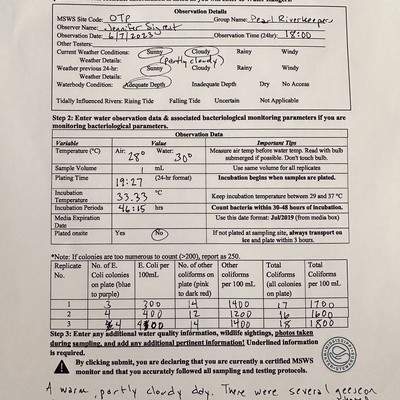 Observation Details
MSWS Site Code: OTP Group Name: Pearl Riverkeeper
Observer Name: Jennifer
Observation Date: 6/7/2023 Observation Time (24hr): 18:00
Other Testers:
Current Weather Conditions: Sunny Cloudy Rainy Windy
Weather Details: (Partly cloudy)
Weather previous 24-hr: Sunny Cloudy Rainy Windy
Weather Details:
Waterbody Condition: Adequate Depth Inadequate Depth Dry No Access
Tidally Influenced Rivers: Rising Tide Falling Tide Uncertain Not Applicable
Step 2: Enter water observation data & associated bacteriological monitoring parameters if you are
monitoring bacteriological parameters.
Observation Data
Variable Value Important Tips
Temperature (°C) Air: 28° Water: 30° Measure air temp before water temp. Read with bulb
submerged if possible. Don't touch bulb.
Sample Volume 1 mL Use same volume for all replicates
Plating Time 19:27 (24-hr format) Incubation begins when samples are plated.
Incubation
Temperature 33.33 °C Keep incubation temperature between 29 and 37 °C
Incubation Periods 46:15 hrs Count bacteria within 30-48 hours of incubation.
Media Expiration
Date Use this date format: Jul/2019 (from media box)
Plated onsite Yes No If not plated at sampling site, always transport on
ice and plate within 3 hours.
*Note: If colonies are too numerous to count (>200), report as 250.
Replicate
No. No. of E.
Coli colonies
on plate (blue
to purple) E. Coli per
100mL No. of other
coliforms on
plate (pink
to dark red) Other
coliforms
per 100 mL Total
Coliforms
(all colonies
on plate) Total
Coliforms
per 100 mL
1 3 300 14 1400 17 1700
2 4 400 12 1200 16 1600
3 4 400 14 1400 18 1800
Step 3: Enter any additional water quality information, wildlife sightings, photos taken
during sampling, and add any additional pertinent information! Underlined information
is required.
By clicking submit, you are declaring that you are currently a certified MSWS
monitor and that you accurately followed all sampling and testing protocols.
A warm, partly cloudy day. There were several geese on